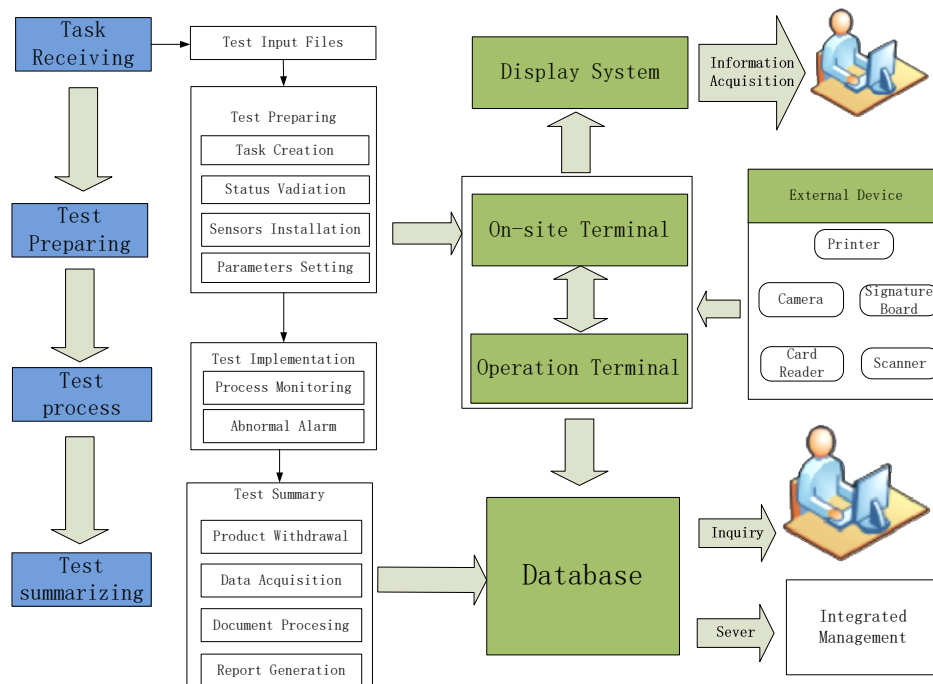 Task
Receiving
Test
Preparing
Test
process
Test
summarizing
Test Input Files
Test Preparing
Task Creation
Status Vadiation
Sensors Installation
Parameters Setting
Test Implementation
Process Monitoring
Abnormal Alarm
Test Summary
Product Withdrawal
Data Acquisition
Document Procesing
Report Generation
Display System
On-site Terminal
Operation Terminal
Database
Information
Acquisition
External Device
Printer
Camera
Signature
Board
Card
Reader
Scanner
Inquiry
Sever
Integrated
Management